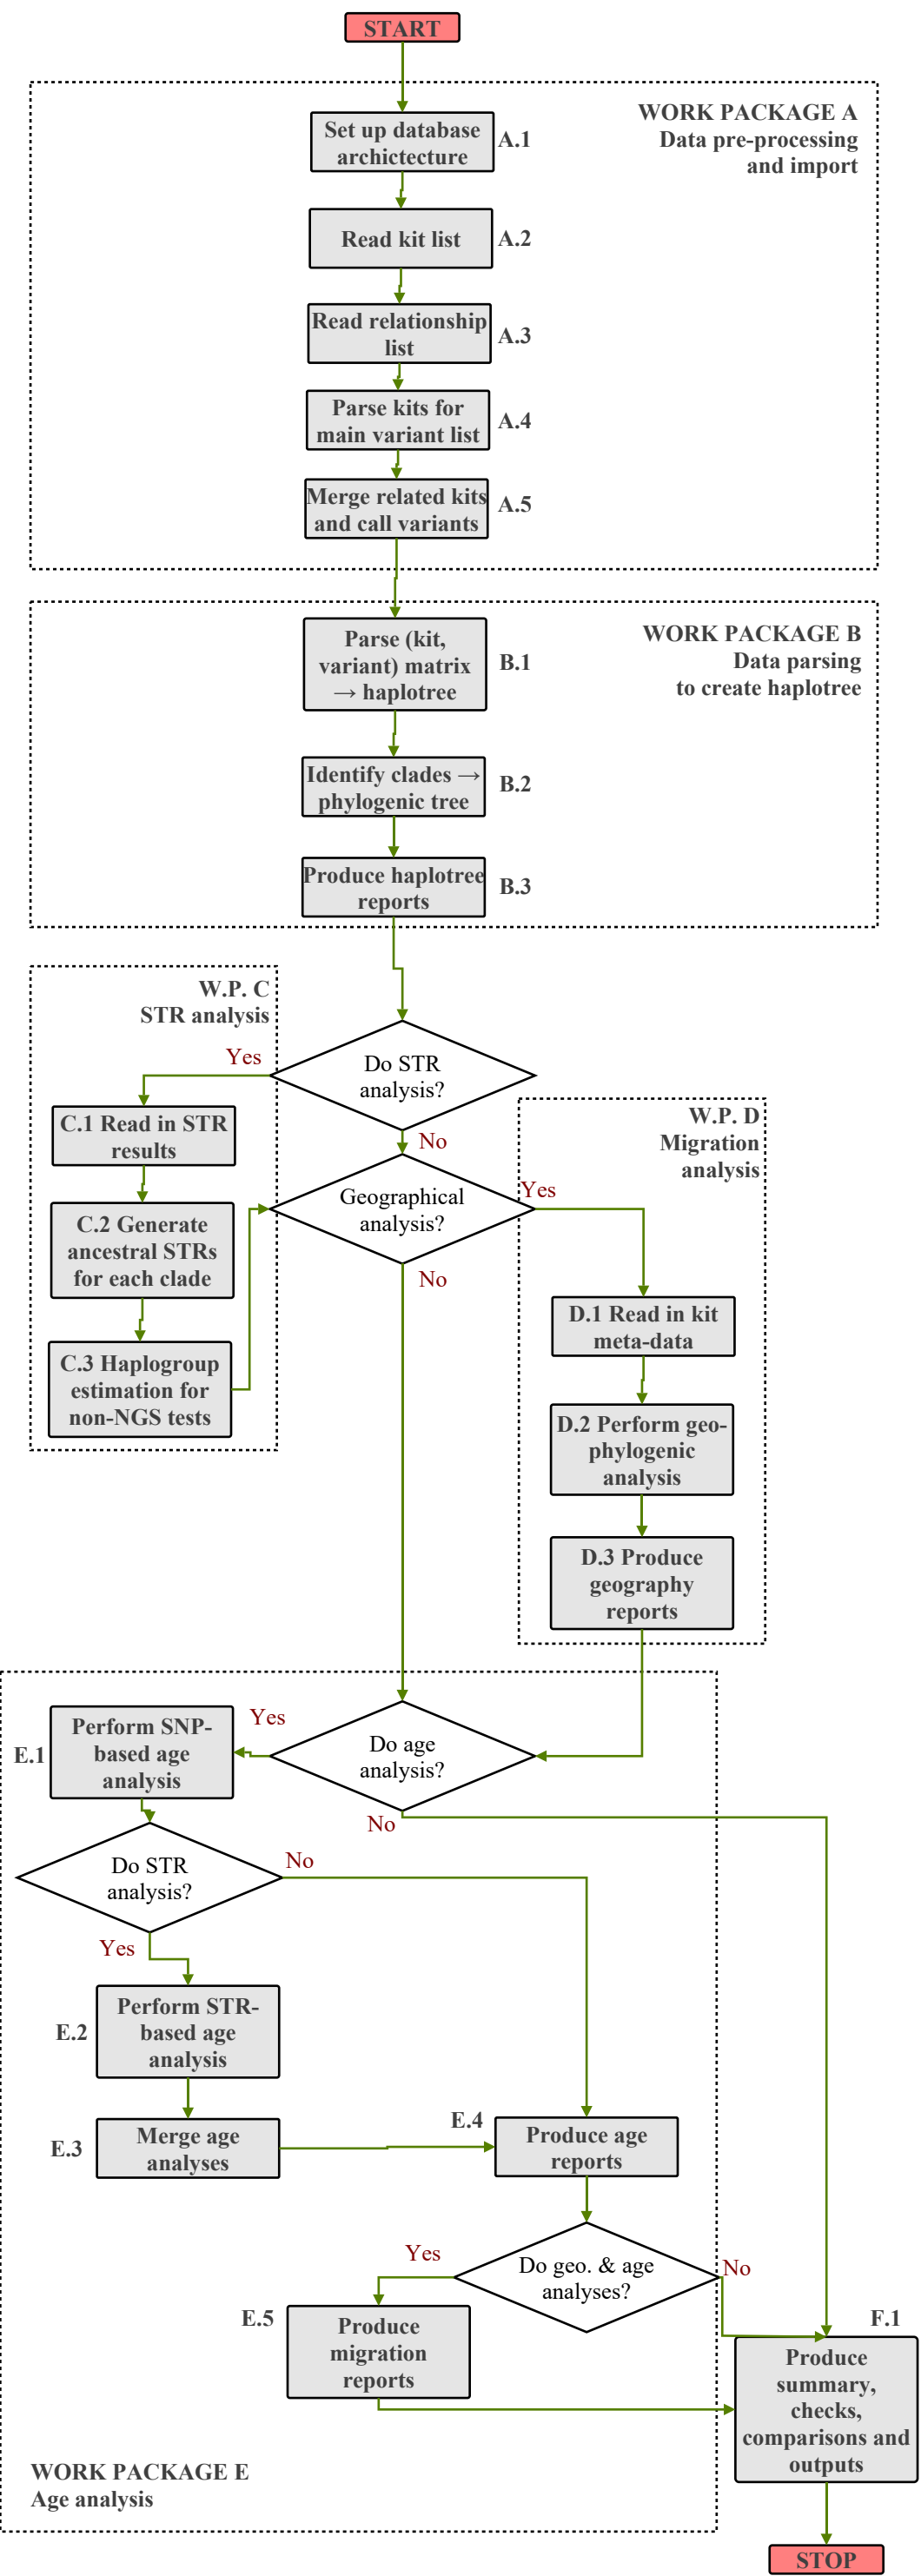 START
WORK PACKAGE A
Data pre-processing
and import
Set up database
archictecture
A.1
Read kit list
A.2
Read relationship
list
A.3
Parse kits for
main variant list
A.4
Merge related kits
and call variants
A.5
WORK PACKAGE B
Data parsing
to create haplotree
Parse (kit,
variant) matrix
→ haplotree
B.1
Identify clades →
phylogenic tree
B.2
Produce haplotree
reports
B.3
W.P. C
STR analysis
Do STR
analysis?
Yes
No
C.1 Read in STR
results
C.2 Generate
ancestral STRs
for each clade
C.3 Haplogroup
estimation for
non-NGS tests
Geographical
analysis?
Yes
No
W.P. D
Migration
analysis
D.1 Read in kit
meta-data
D.2 Perform geo-
phylogenic
analysis
D.3 Produce
geography
reports
Do age
analysis?
Yes
No
E.1
Perform SNP-
based age
analysis
Do STR
analysis?
No
Yes
E.2
Perform STR-
based age
analysis
E.3
Merge age
analyses
E.4
Produce age
reports
Do geo. & age
analyses?
Yes
No
E.5
Produce
migration
reports
F.1
Produce
summary,
checks,
comparisons and
outputs
WORK PACKAGE E
Age analysis
STOP